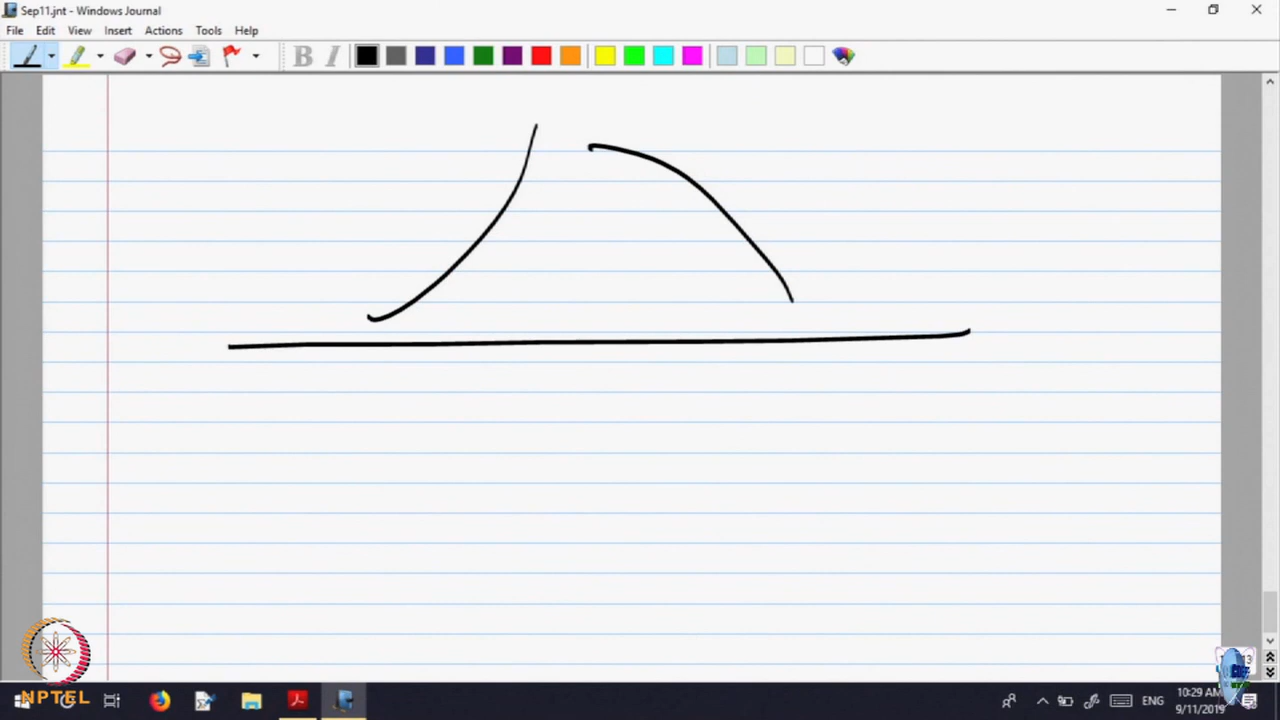 Sep11.jnt - Windows Journal
File Edit View Insert Actions Tools Help
B I
NPTEL
ENG
10:29 AM
9/11/2019